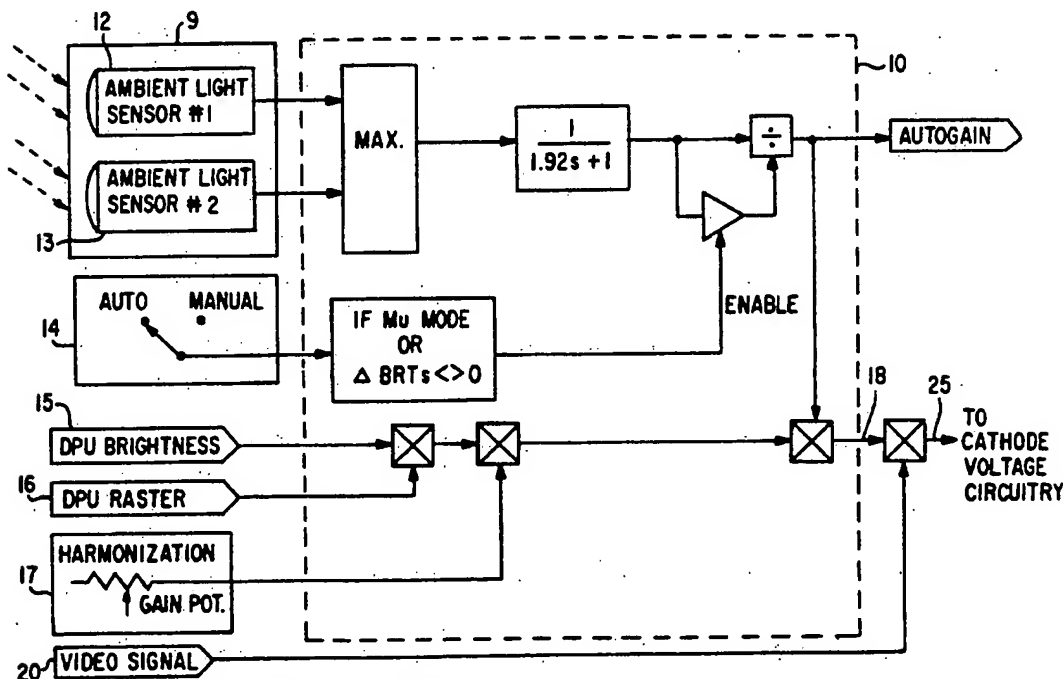 12
9
10
AMBIENT LIGHT
SENSOR #1
MAX.
1
1.92s + 1
÷
AUTOGAIN
AMBIENT LIGHT
SENSOR #2
13
AUTO MANUAL
14
IF Mu MODE
OR
Δ BRTs <> 0
ENABLE
15
DPU BRIGHTNESS
18
25
TO
CATHODE
VOLTAGE
CIRCUITRY
16
DPU RASTER
HARMONIZATION
17
GAIN POT.
20
VIDEO SIGNAL